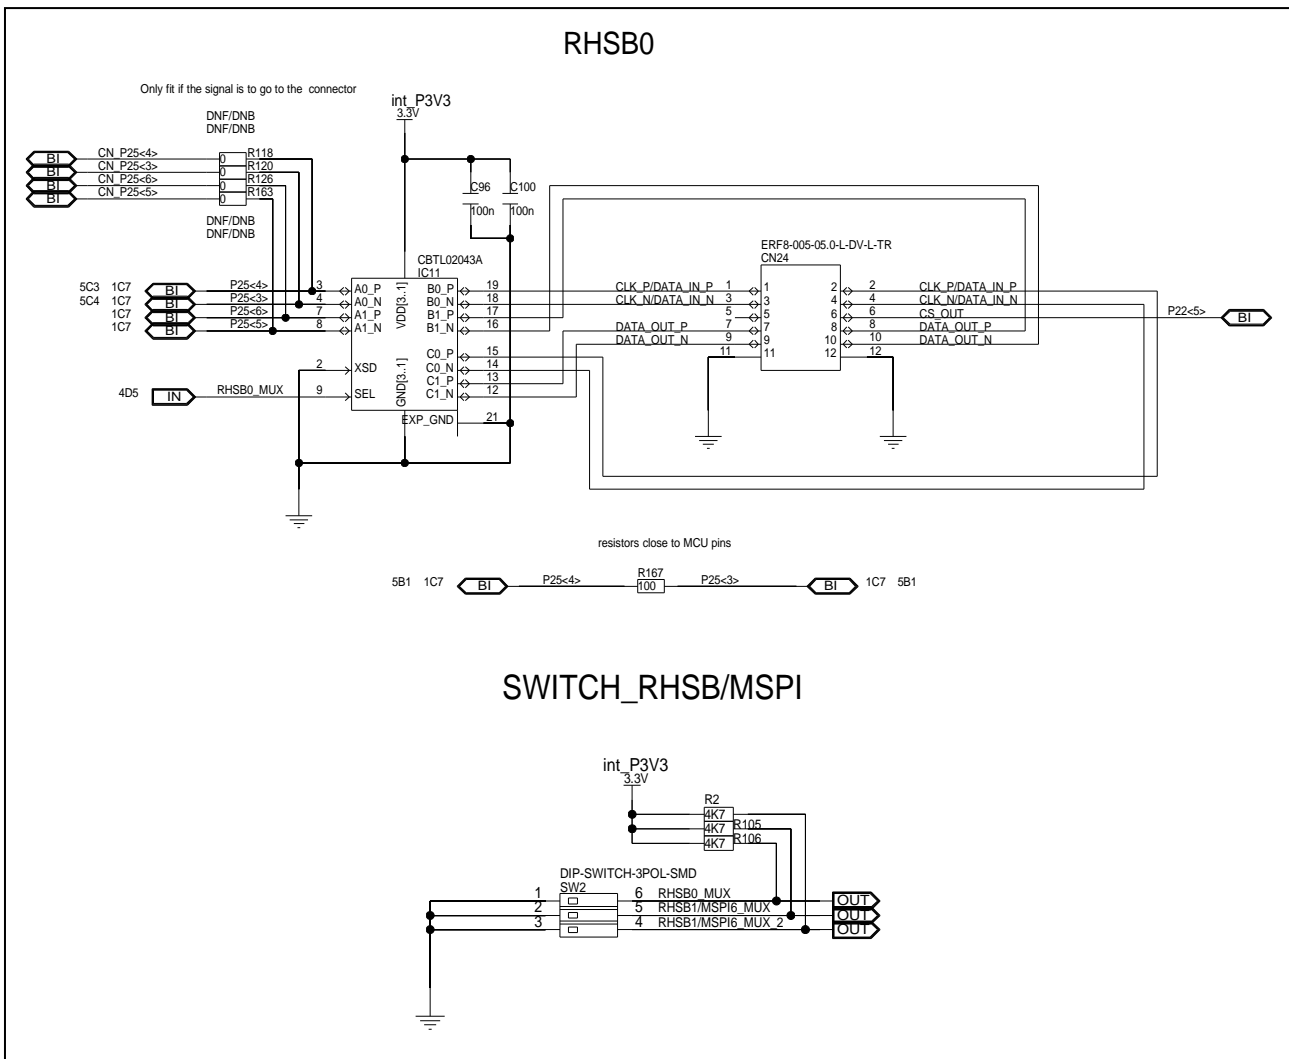 RHSB0
Only fit if the signal is to go to the connector
DNF/DNB
DNF/DNB
int_P3V3
3.3V
BI CN_P25<4> 0 R118
BI CN_P25<3> 0 R120
BI CN_P25<6> 0 R126
BI CN_P25<5> 0 R163
DNF/DNB
DNF/DNB
C96 C100
100n 100n
CBTL02043A
IC11
ERF8-005-05.0-L-DV-L-TR
CN24
5C3 1C7 BI P25<4> 3 A0_P B0_P 19 CLK_P/DATA_IN_P 1 1 2 2 CLK_P/DATA_IN_P
5C4 1C7 BI P25<3> 4 A0_N B0_N 18 CLK_N/DATA_IN_N 3 3 4 4 CLK_N/DATA_IN_N
1C7 BI P25<6> 7 A1_P B1_P 17 5 5 6 6 CS_OUT P22<5> BI
1C7 BI P25<5> 8 A1_N B1_N 16 DATA_OUT_P 7 7 8 8 DATA_OUT_P
DATA_OUT_N 9 9 10 10 DATA_OUT_N
11 11 12 12
VDD[3..1]
C0_P 15
2 XSD C0_N 14
C1_P 13
4D5 IN RHSB0_MUX 9 SEL C1_N 12
GND[3..1]
EXP_GND 21
resistors close to MCU pins
5B1 1C7 BI P25<4> R167 100 P25<3> BI 1C7 5B1
SWITCH_RHSB/MSPI
int_P3V3
3.3V
R2
4K7
4K7 R105
4K7 R106
DIP-SWITCH-3POL-SMD
SW2
1 6 RHSB0_MUX OUT
2 5 RHSB1/MSPI6_MUX OUT
3 4 RHSB1/MSPI6_MUX_2 OUT